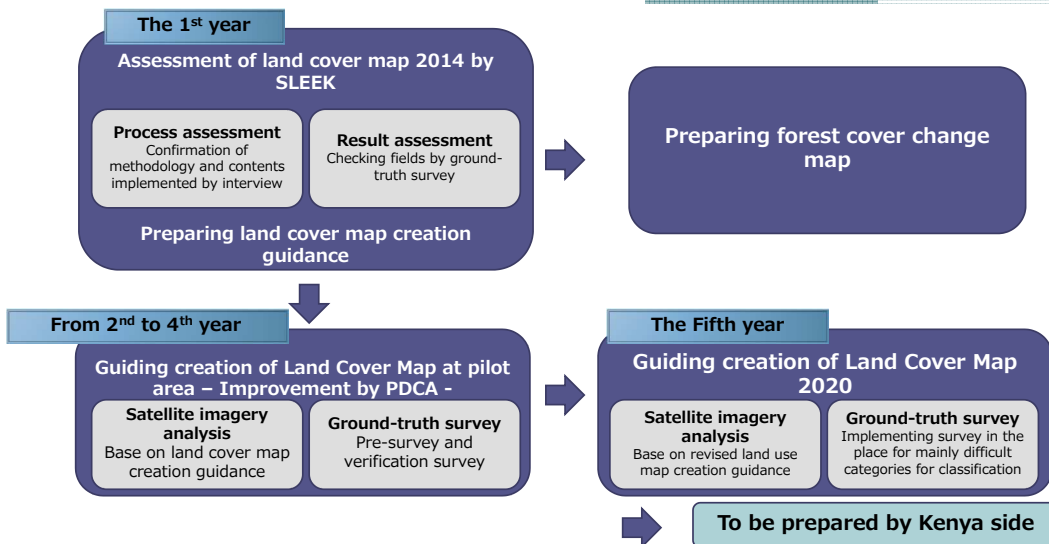 The 1st year
Assessment of land cover map 2014 by
SLEEK
Process assessment
Confirmation of
methodology and contents
implemented by interview
Result assessment
Checking fields by ground-
truth survey
Preparing land cover map creation
guidance
Preparing forest cover change
map
From 2nd to 4th year
Guiding creation of Land Cover Map at pilot
area – Improvement by PDCA -
Satellite imagery
analysis
Base on land cover map
creation guidance
Ground-truth survey
Pre-survey and
verification survey
The Fifth year
Guiding creation of Land Cover Map
2020
Satellite imagery
analysis
Base on revised land use
map creation guidance
Ground-truth survey
Implementing survey in the
place for mainly difficult
categories for classification
To be prepared by Kenya side